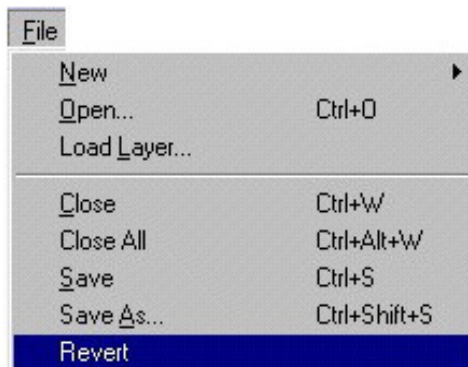 File
New
Open... Ctrl+O
Load Layer...
Close Ctrl+W
Close All Ctrl+Alt+W
Save Ctrl+S
Save As... Ctrl+Shift+S
Revert